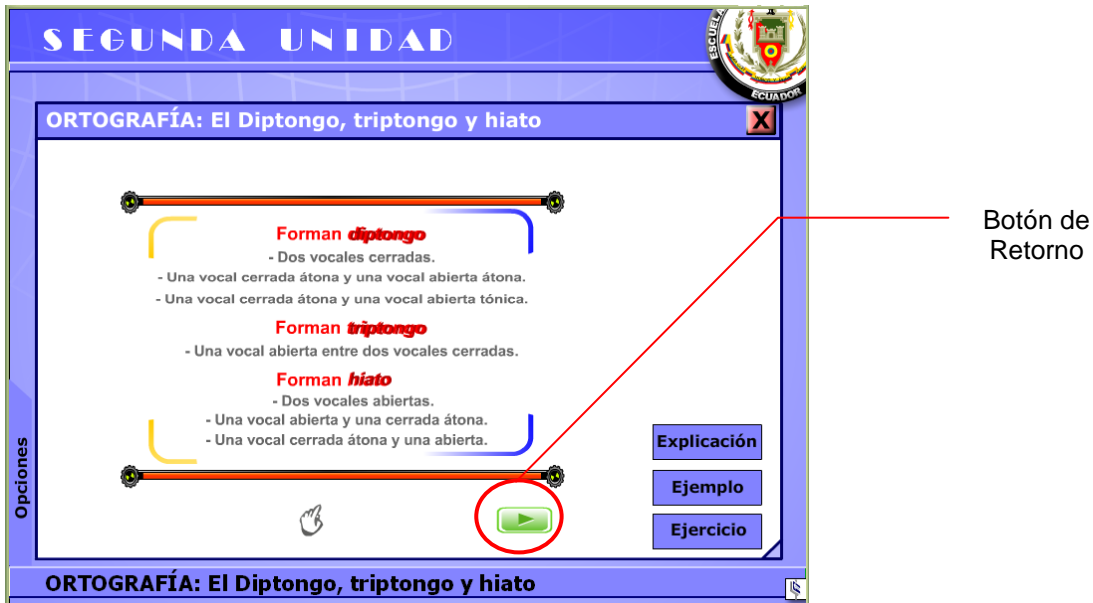 SEGUNDA UNIDAD
ESCUELA
ECUADOR
ORTOGRAFÍA: El Diptongo, triptongo y hiato
X
Forman diptongo
- Dos vocales cerradas.
- Una vocal cerrada átona y una vocal abierta átona.
- Una vocal cerrada átona y una vocal abierta tónica.
Forman triptongo
- Una vocal abierta entre dos vocales cerradas.
Forman hiato
- Dos vocales abiertas.
- Una vocal abierta y una cerrada átona.
- Una vocal cerrada átona y una abierta.
Botón de
Retorno
Opciones
Explicación
Ejemplo
Ejercicio
ORTOGRAFÍA: El Diptongo, triptongo y hiato